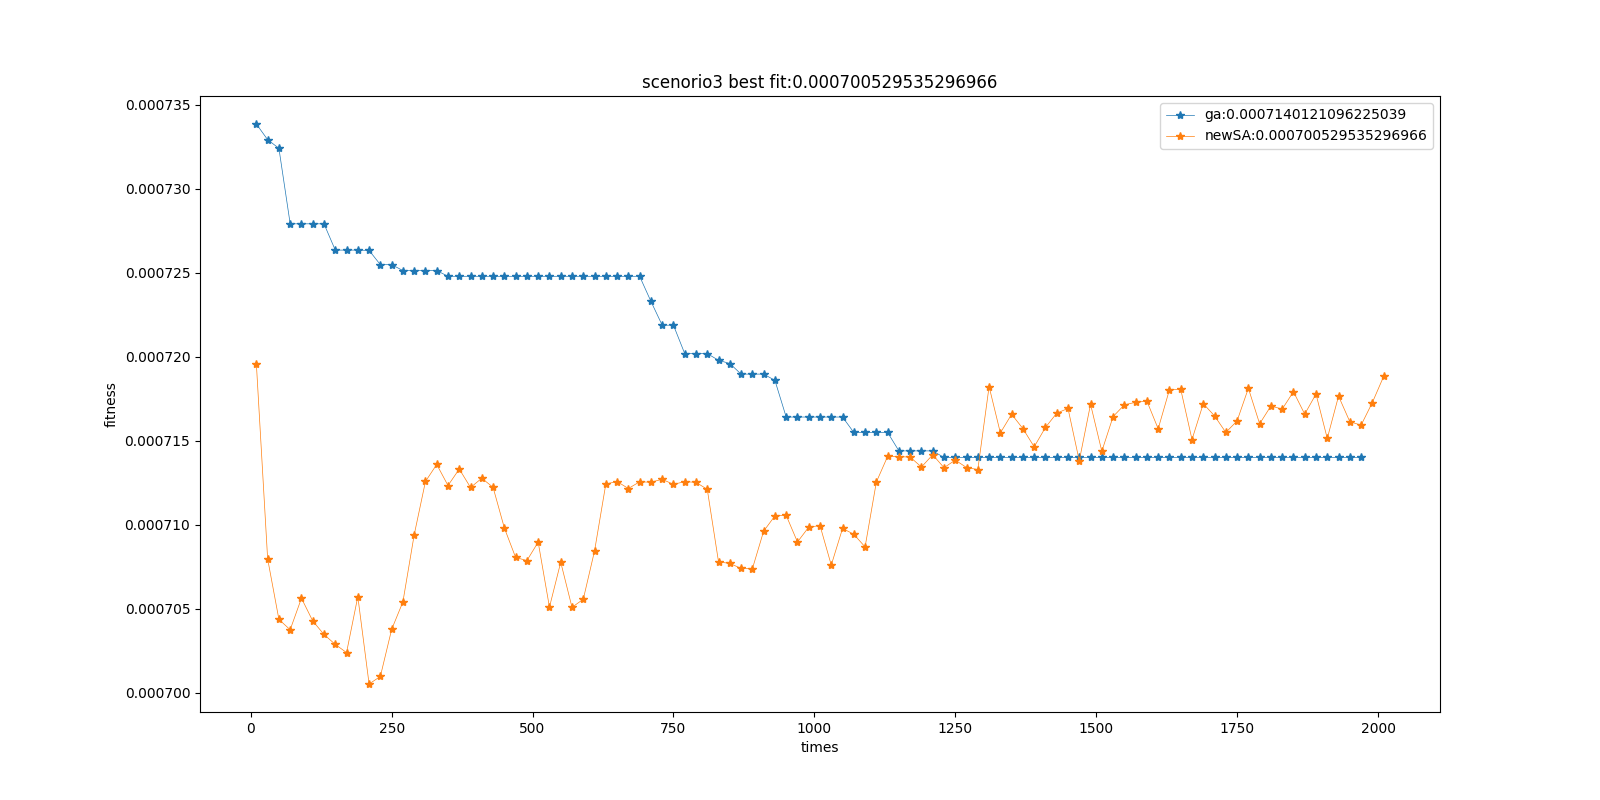 scenorio3 best fit:0.000700529535296966
ga:0.0007140121096225039
newSA:0.000700529535296966
0.000735
0.000730
0.000725
0.000720
0.000715
0.000710
0.000705
0.000700
fitness
0 250 500 750 1000 1250 1500 1750 2000
times